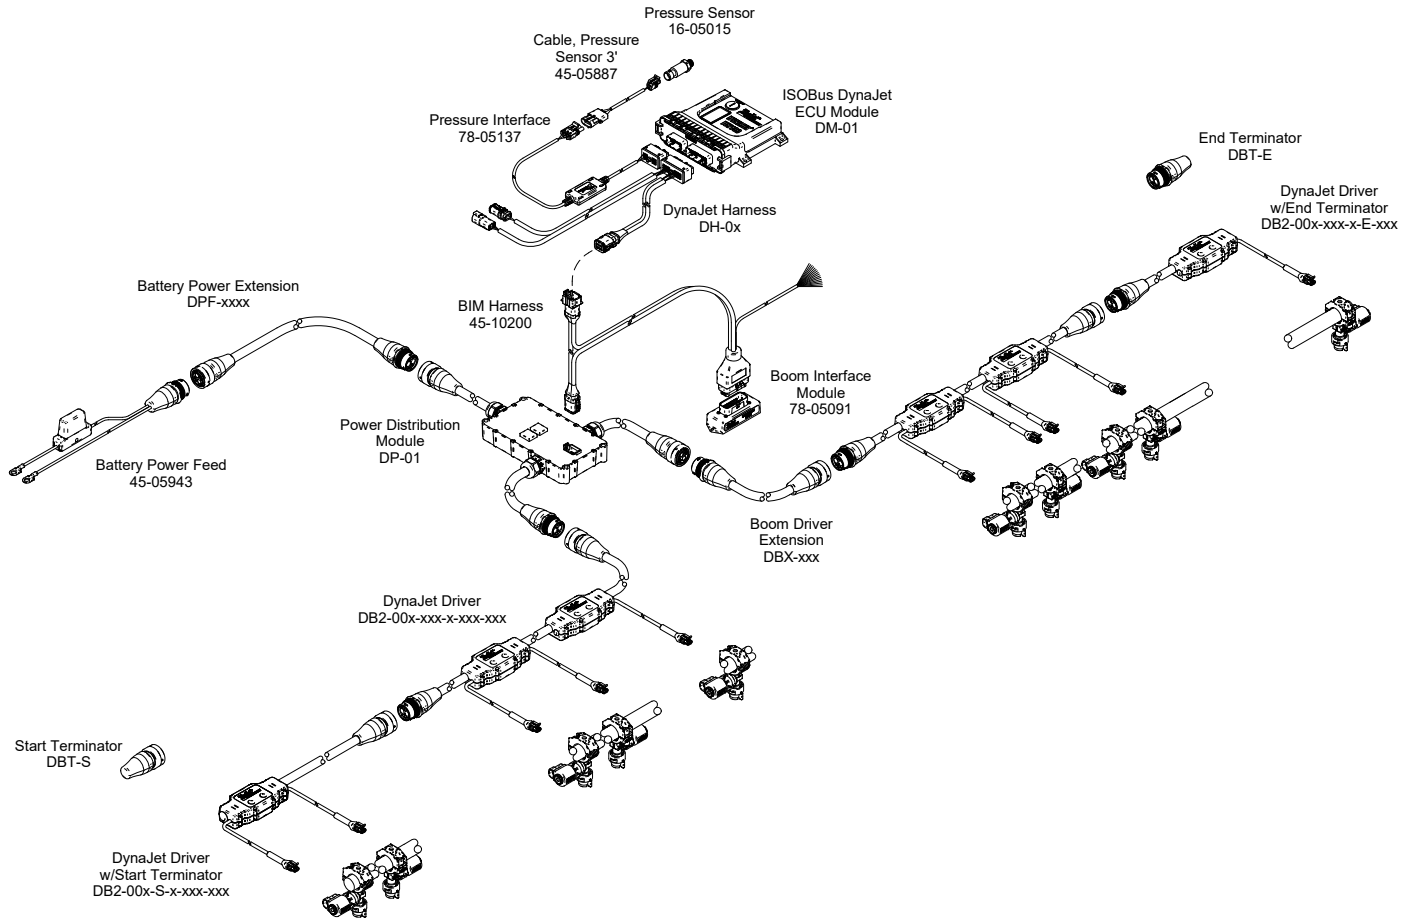 Pressure Sensor
16-05015
Cable, Pressure
Sensor 3'
45-05887
Pressure Interface
78-05137
ISOBus DynaJet
ECU Module
DM-01
End Terminator
DBT-E
DynaJet Driver
w/End Terminator
DB2-00x-xxx-x-E-xxx
DynaJet Harness
DH-0x
Battery Power Extension
DPF-xxxx
BIM Harness
45-10200
Boom Interface
Module
78-05091
Power Distribution
Module
DP-01
Battery Power Feed
45-05943
Boom Driver
Extension
DBX-xxx
DynaJet Driver
DB2-00x-xxx-x-xxx-xxx
Start Terminator
DBT-S
DynaJet Driver
w/Start Terminator
DB2-00x-S-x-xxx-xxx